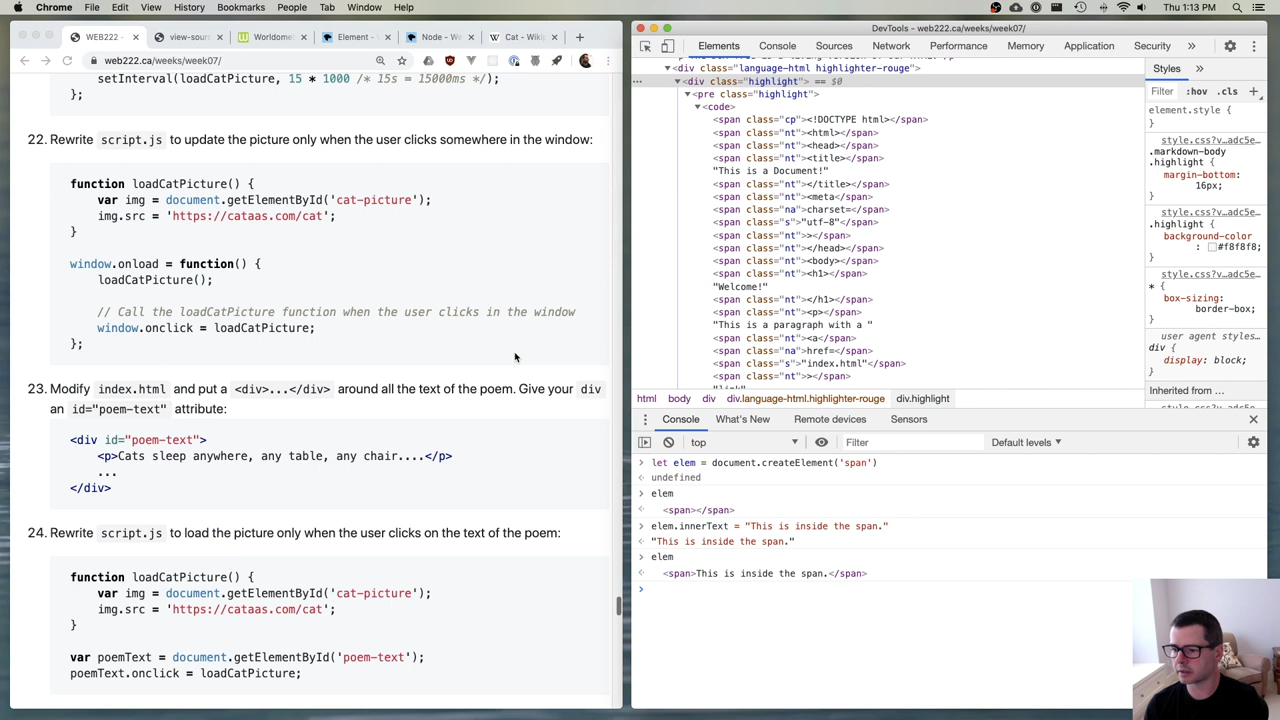 Chrome File Edit View History Bookmarks People Tab Window Help
Thu 1:13 PM
WEB222 -
view-sourc
Worldome
Element -
Node - We
Cat - Wiki
web222.ca/weeks/week07/
setInterval(loadCatPicture, 15 * 1000 /* 15s = 15000ms */);
};
22. Rewrite script.js to update the picture only when the user clicks somewhere in the window:
function loadCatPicture() {
var img = document.getElementById('cat-picture');
img.src = 'https://cataas.com/cat';
}
window.onload = function() {
loadCatPicture();
// Call the loadCatPicture function when the user clicks in the window
window.onclick = loadCatPicture;
};
23. Modify index.html and put a <div>...</div> around all the text of the poem. Give your div
an id="poem-text" attribute:
<div id="poem-text">
<p>Cats sleep anywhere, any table, any chair....</p>
...
</div>
24. Rewrite script.js to load the picture only when the user clicks on the text of the poem:
function loadCatPicture() {
var img = document.getElementById('cat-picture');
img.src = 'https://cataas.com/cat';
}
var poemText = document.getElementById('poem-text');
poemText.onclick = loadCatPicture;
DevTools - web222.ca/weeks/week07/
Elements Console Sources Network Performance Memory Application Security »
<div class="language-html highlighter-rouge">
<div class="highlight"> == $0
<pre class="highlight">
<code>
<span class="cp"><!DOCTYPE html></span>
<span class="nt"><html></span>
<span class="nt"><head></span>
<span class="nt"><title></span>
"This is a Document!"
<span class="nt"></title></span>
<span class="nt"><meta</span>
<span class="na">charset=</span>
<span class="s">"utf-8"</span>
<span class="nt">></span>
<span class="nt"></head></span>
<span class="nt"><body></span>
<span class="nt"><h1></span>
"Welcome!"
<span class="nt"></h1></span>
<span class="nt"><p></span>
"This is a paragraph with a "
<span class="nt"><a</span>
<span class="na">href=</span>
<span class="s">"index.html"</span>
<span class="nt">></span>
"link"
html body div div.language-html.highlighter-rouge div.highlight
Styles »
Filter :hov .cls +
element.style {
}
style.css?v…adc5e…
.markdown-body
.highlight {
margin-bottom:
16px;
}
style.css?v…adc5e…
.highlight {
background-color
: #f8f8f8;
}
style.css?v…adc5e…
* {
box-sizing:
border-box;
}
user agent styles…
div {
display: block;
}
Inherited from …
Console What's New Remote devices Sensors
top Filter Default levels
let elem = document.createElement('span')
undefined
elem
<span></span>
elem.innerText = "This is inside the span."
"This is inside the span."
elem
<span>This is inside the span.</span>